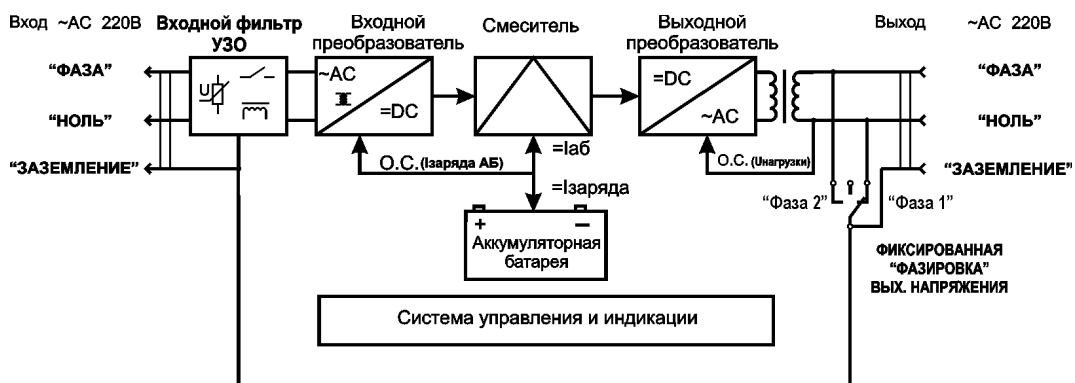 Вход ~AC 220В
Входной фильтр
УЗО
Входной
преобразователь
Смеситель
Выходной
преобразователь
Выход ~AC 220В
“ФАЗА”
“НОЛЬ”
“ЗАЗЕМЛЕНИЕ”
U
~AC
=DC
=DC
~AC
“ФАЗА”
“НОЛЬ”
“ЗАЗЕМЛЕНИЕ”
О.С. (Iзаряда АБ)
=Iаб
О.С. (Uнагрузки)
=Iзаряда
“Фаза 2”
“Фаза 1”
+ –
Аккумуляторная
батарея
ФИКСИРОВАННАЯ
“ФАЗИРОВКА”
ВЫХ. НАПРЯЖЕНИЯ
Система управления и индикации